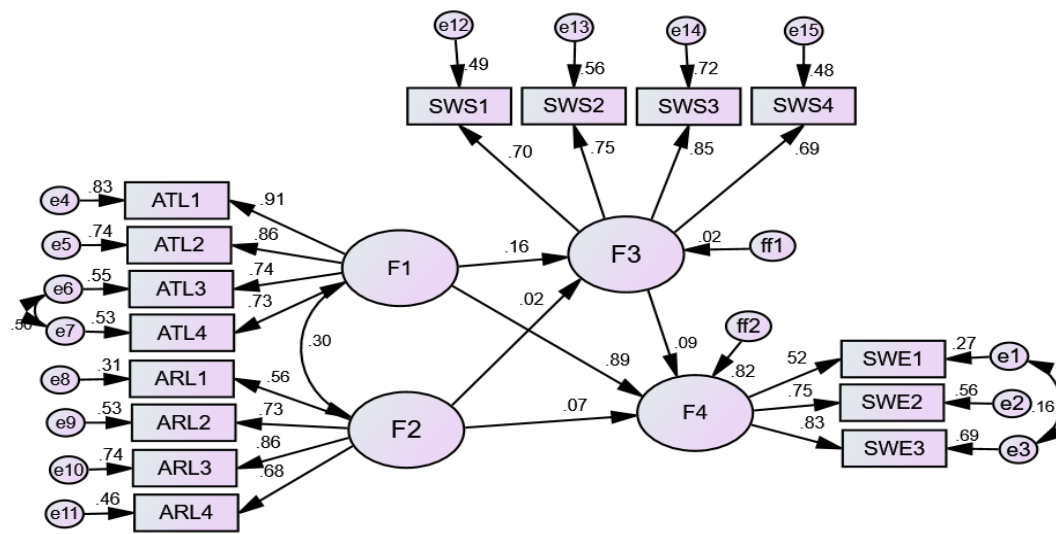 e12 e13 e14 e15
.49 .56 .72 .48
SWS1 SWS2 SWS3 SWS4
.70 .75 .85 .69
e4 .83 ATL1 .91
e5 .74 ATL2 .86
e6 .55 ATL3 .74
e7 .53 ATL4 .73
F1 .16 F3 .02 ff1
.30 .02 .89 .09 ff2
e8 .31 ARL1 .56
e9 .53 ARL2 .73
e10 .74 ARL3 .86
e11 .46 ARL4 .68
F2 .07 F4 .82
52 SWE1 .27 e1
.75 SWE2 .56 e2
.16
.83 SWE3 .69 e3